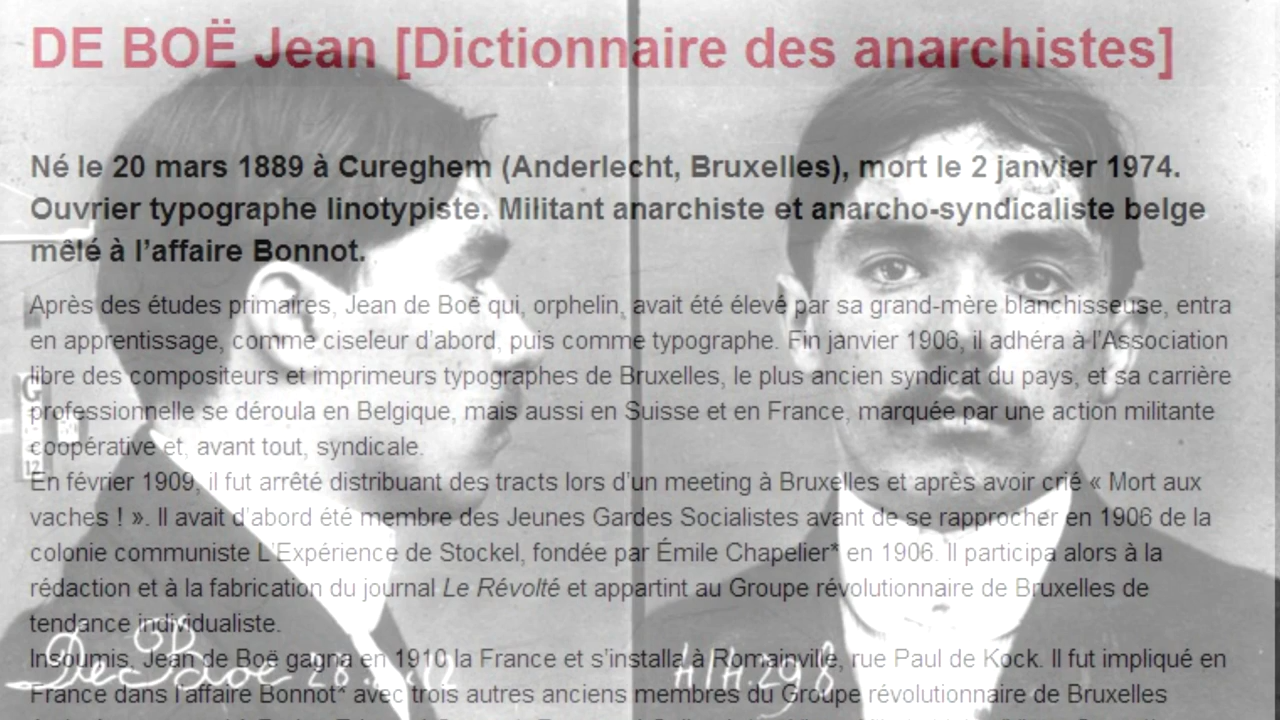 DE BOË Jean [Dictionnaire des anarchistes]
Né le 20 mars 1889 à Cureghem (Anderlecht, Bruxelles), mort le 2 janvier 1974.
Ouvrier typographe linotypiste. Militant anarchiste et anarcho-syndicaliste belge
mêlé à l’affaire Bonnot.
Après des études primaires, Jean de Boë qui, orphelin, avait été élevé par sa grand-mère blanchisseuse, entra
en apprentissage, comme ciseleur d’abord, puis comme typographe. Fin janvier 1906, il adhéra à l’Association
libre des compositeurs et imprimeurs typographes de Bruxelles, le plus ancien syndicat du pays, et sa carrière
professionnelle se déroula en Belgique, mais aussi en Suisse et en France, marquée par une action militante
coopérative et, avant tout, syndicale.
En février 1909, il fut arrêté distribuant des tracts lors d’un meeting à Bruxelles et après avoir crié « Mort aux
vaches ! ». Il avait d’abord été membre des Jeunes Gardes Socialistes avant de se rapprocher en 1906 de la
colonie communiste L’Expérience de Stockel, fondée par Émile Chapelier* en 1906. Il participa alors à la
rédaction et à la fabrication du journal Le Révolté et appartint au Groupe révolutionnaire de Bruxelles de
tendance individualiste.
Insoumis, Jean de Boë gagna en 1910 la France et s’installa à Romainville, rue Paul de Kock. Il fut impliqué en
De Boë
France dans l’affaire Bonnot* avec trois autres anciens membres du Groupe révolutionnaire de Bruxelles